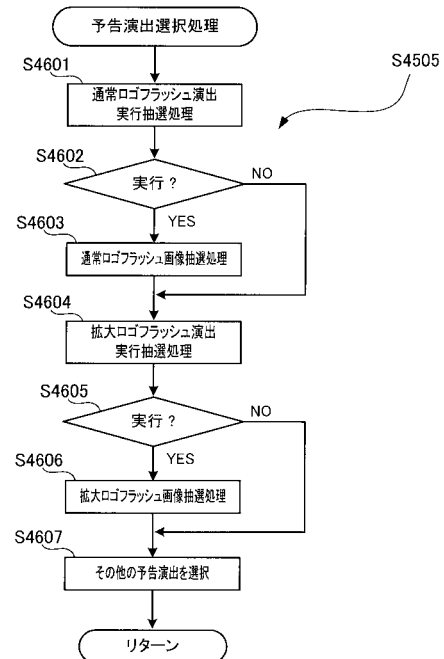 予告演出選択処理
S4601
S4505
通常ロゴフラッシュ演出
実行抽選処理
S4602
実行？
NO
YES
S4603
通常ロゴフラッシュ画像抽選処理
S4604
拡大ロゴフラッシュ演出
実行抽選処理
S4605
実行？
NO
YES
S4606
拡大ロゴフラッシュ画像抽選処理
S4607
その他の予告演出を選択
リターン